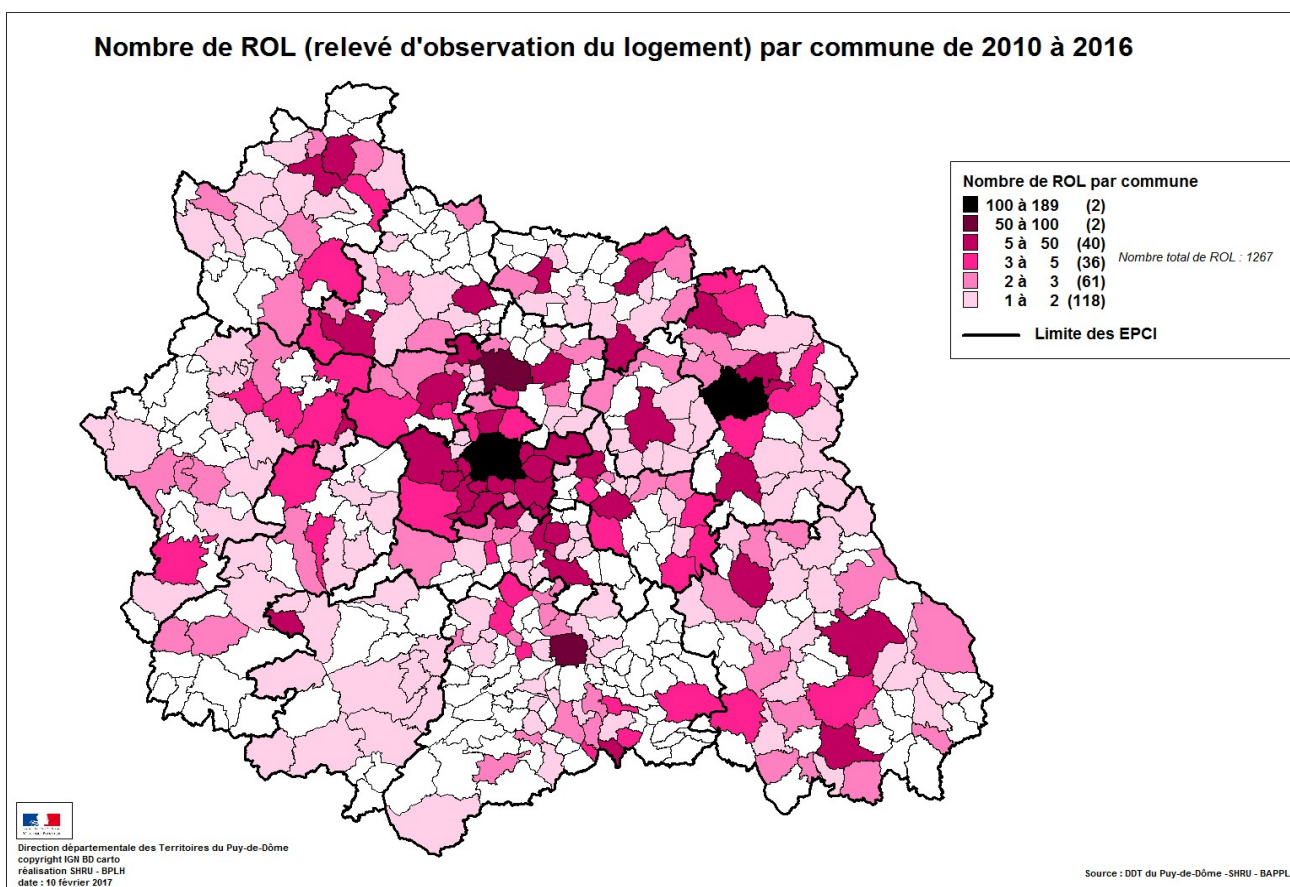 Nombre de ROL (relevé d'observation du logement) par commune de 2010 à 2016
Nombre de ROL par commune
100 à 189 (2)
50 à 100 (2)
5 à 50 (40)
3 à 5 (36)
2 à 3 (61)
1 à 2 (118)
Nombre total de ROL : 1267
Limite des EPCI
Direction départementale des Territoires du Puy-de-Dôme
copyright IGN BD carto
réalisation SHRU - BPLH
date : 10 février 2017
Source : DDT du Puy-de-Dôme -SHRU - BAPPL